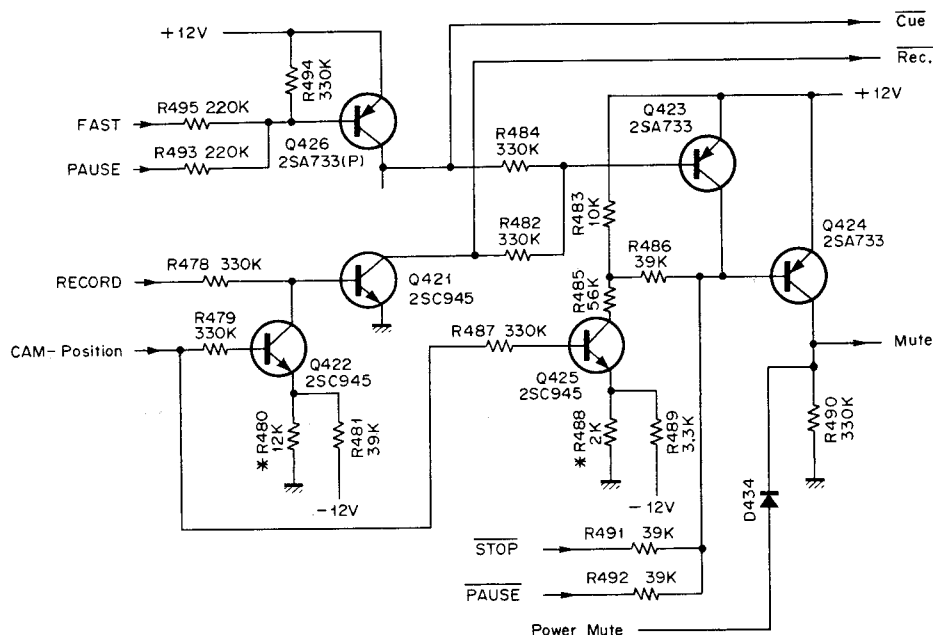 Cue
Rec.
+12V
+12V
R494
330K
Q423
2SA733
R495 220K
FAST
Q426
2SA733(P)
R484
330K
R493 220K
PAUSE
R483
10K
R482
330K
Q424
2SA733
R486
39K
R478 330K
RECORD
Q421
2SC945
R485
56K
R479
330K
R487 330K
CAM-Position
Mute
Q422
2SC945
Q425
2SC945
*R480
12K
R481
39K
*R488
2K
R489
3.3K
R490
330K
-12V
-12V
D434
STOP
R491 39K
PAUSE
R492 39K
Power Mute